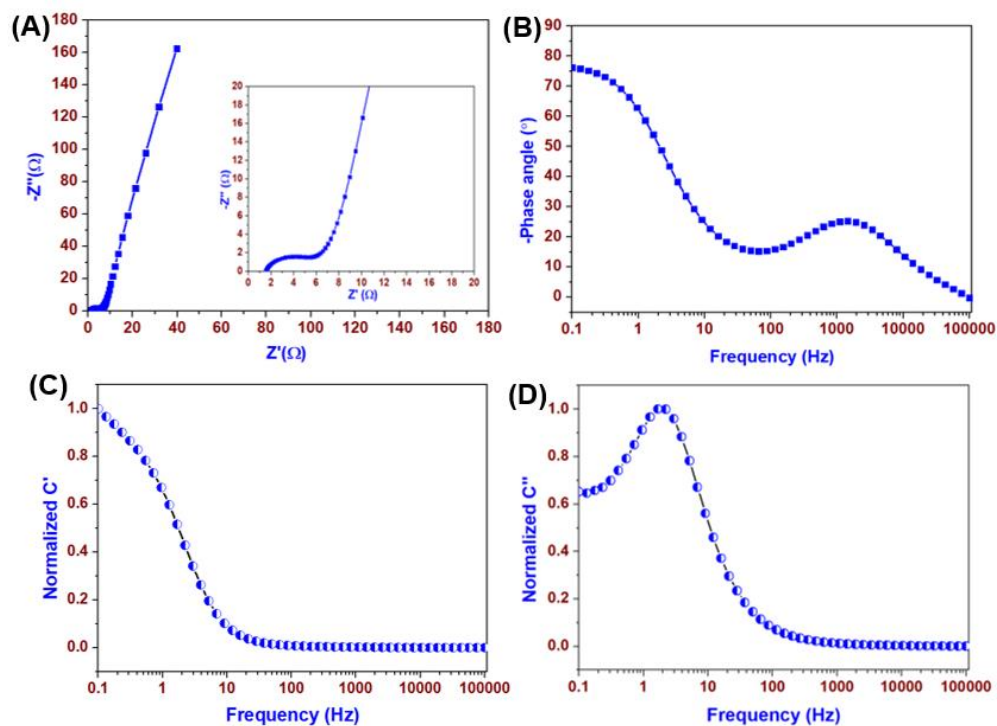 (A)
180
160
140
120
100
80
60
40
20
0
-Z''(Ω)
0 20 40 60 80 100 120 140 160 180
Z'(Ω)
20
18
16
14
12
10
8
6
4
2
0
-Z'' (Ω)
0 2 4 6 8 10 12 14 16 18 20
Z' (Ω)
(B)
90
80
70
60
50
40
30
20
10
0
-Phase angle (°)
0.1 1 10 100 1000 10000 100000
Frequency (Hz)
(C)
1.0
0.8
0.6
0.4
0.2
0.0
Normalized C'
0.1 1 10 100 1000 10000 100000
Frequency (Hz)
(D)
1.0
0.8
0.6
0.4
0.2
0.0
Normalized C''
0.1 1 10 100 1000 10000 100000
Frequency (Hz)